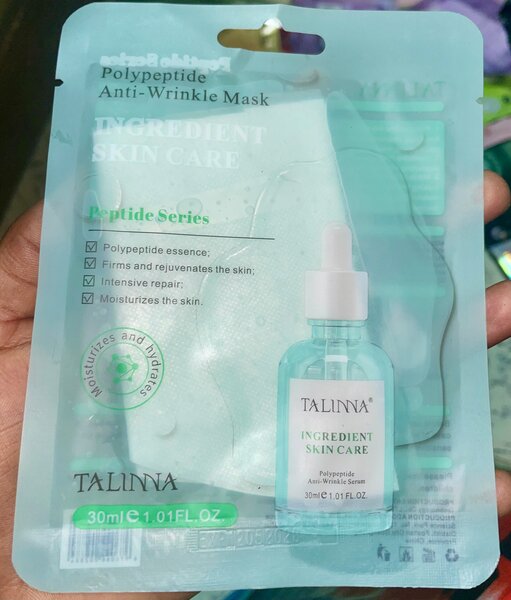 Peptide Series
Polypeptide
Anti-Wrinkle Mask
INGREDIENT
SKIN CARE
Peptide Series
Polypeptide essence;
Firms and rejuvenates the skin;
Intensive repair;
Moisturizes the skin.
Moisturizes and hydrates
TALINNA®
INGREDIENT
SKIN CARE
Polypeptide
Anti-Wrinkle Serum
30ml℮1.01FL.OZ.
TALINNA
30ml℮1.01FL.OZ.